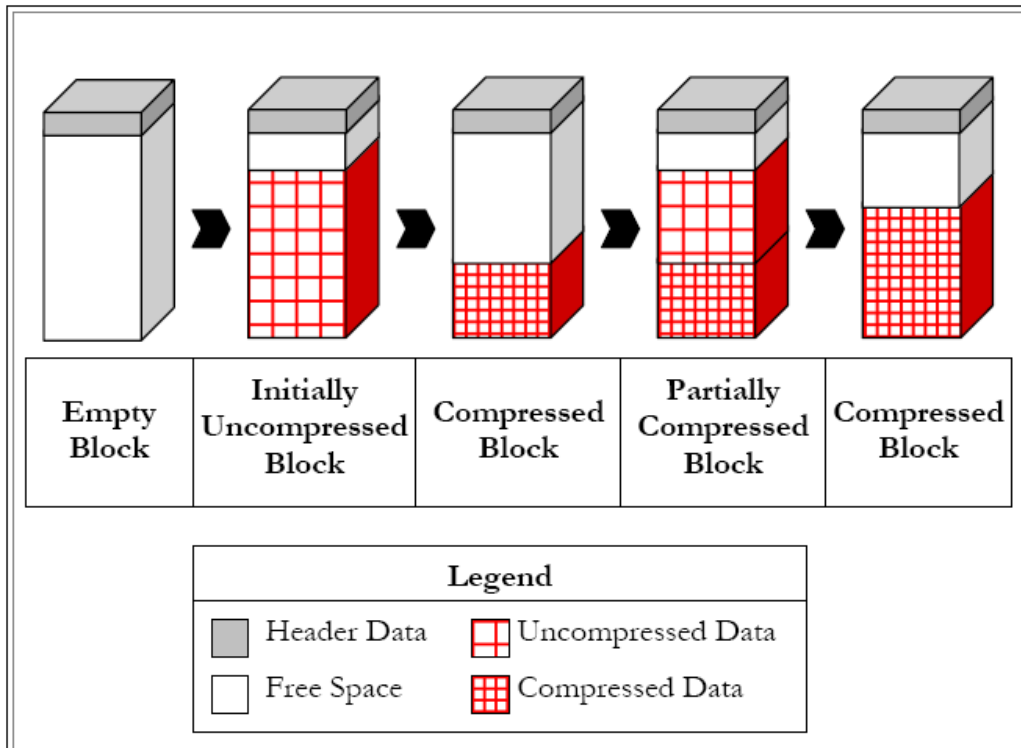 Empty
Block
Initially
Uncompressed
Block
Compressed
Block
Partially
Compressed
Block
Compressed
Block
Legend
Header Data
Uncompressed Data
Free Space
Compressed Data